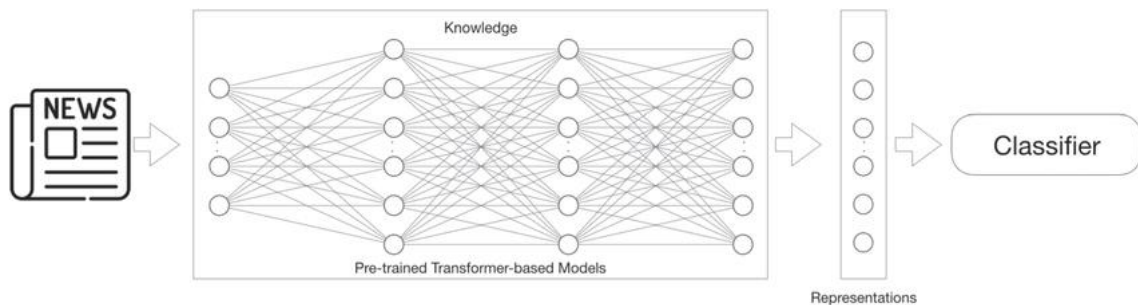 Knowledge
NEWS
Classifier
Pre-trained Transformer-based Models
Representations